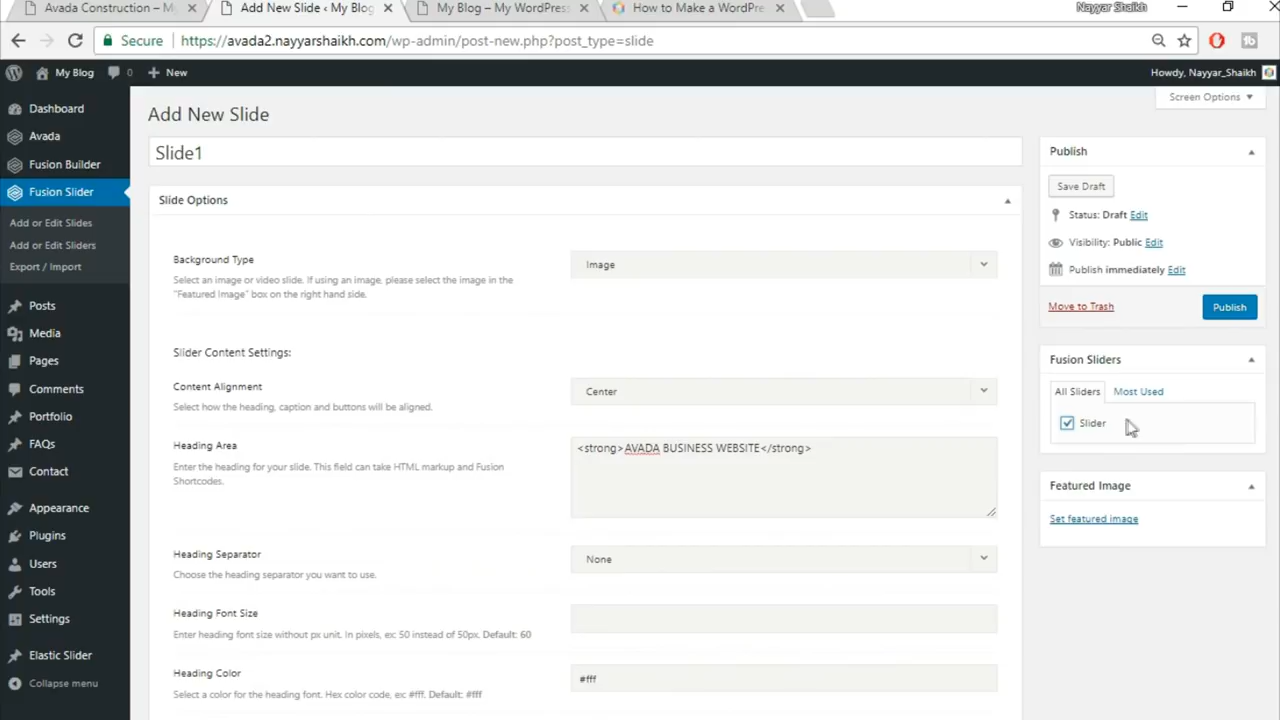 Avada Construction – M
Add New Slide ‹ My Blog
My Blog – My WordPress
How to Make a WordPre
Nayyar Shaikh
Secure
https://avada2.nayyarshaikh.com/wp-admin/post-new.php?post_type=slide
My Blog
0
New
Howdy, Nayyar_Shaikh
Screen Options
Dashboard
Avada
Fusion Builder
Fusion Slider
Add or Edit Slides
Add or Edit Sliders
Export / Import
Posts
Media
Pages
Comments
Portfolio
FAQs
Contact
Appearance
Plugins
Users
Tools
Settings
Elastic Slider
Collapse menu
Add New Slide
Slide1
Slide Options
Background Type
Select an image or video slide. If using an image, please select the image in the
"Featured Image" box on the right hand side.
Image
Slider Content Settings:
Content Alignment
Select how the heading, caption and buttons will be aligned.
Center
Heading Area
Enter the heading for your slide. This field can take HTML markup and Fusion
Shortcodes.
<strong>AVADA BUSINESS WEBSITE</strong>
Heading Separator
Choose the heading separator you want to use.
None
Heading Font Size
Enter heading font size without px unit. In pixels, ex: 50 instead of 50px. Default: 60
Heading Color
Select a color for the heading font. Hex color code, ex: #fff. Default: #fff
#fff
Publish
Save Draft
Status: Draft Edit
Visibility: Public Edit
Publish immediately Edit
Move to Trash
Publish
Fusion Sliders
All Sliders
Most Used
Slider
Featured Image
Set featured image